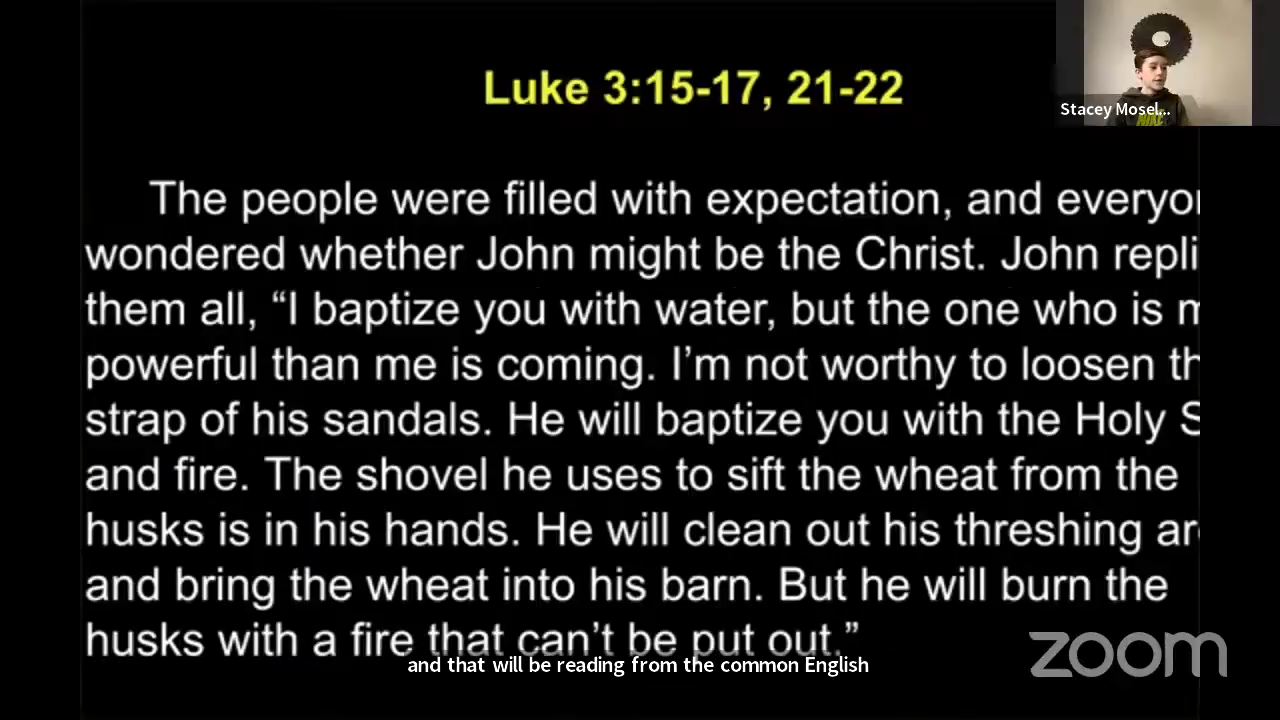 Luke 3:15-17, 21-22
Stacey Mosel...
The people were filled with expectation, and everyo
wondered whether John might be the Christ. John repli
them all, “I baptize you with water, but the one who is m
powerful than me is coming. I’m not worthy to loosen th
strap of his sandals. He will baptize you with the Holy S
and fire. The shovel he uses to sift the wheat from the
husks is in his hands. He will clean out his threshing ar
and bring the wheat into his barn. But he will burn the
husks with a fire that can’t be put out.”
and that will be reading from the common English
zoom
NIKE